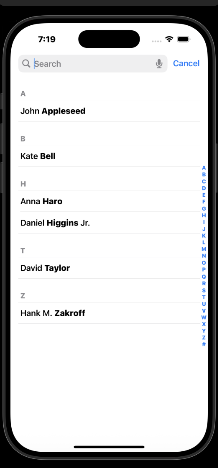 7:19
Search
Cancel
A
John Appleseed
B
Kate Bell
H
Anna Haro
Daniel Higgins Jr.
T
David Taylor
Z
Hank M. Zakroff
A
B
C
D
E
F
G
H
I
J
K
L
M
N
O
P
Q
R
S
T
U
V
W
X
Y
Z
#